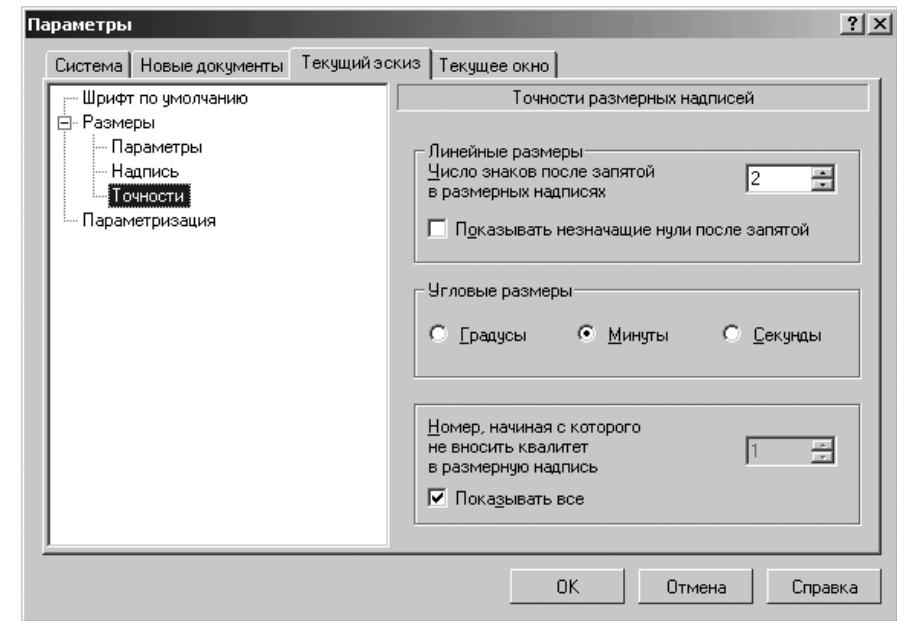 Параметры
Система
Новые документы
Текущий эскиз
Текущее окно
Шрифт по умолчанию
Размеры
Параметры
Надпись
Точности
Параметризация
Точности размерных надписей
Линейные размеры
Число знаков после запятой
в размерных надписях
2
Показывать незначащие нули после запятой
Угловые размеры
Градусы
Минуты
Секунды
Номер, начиная с которого
не вносить квалитет
в размерную надпись
1
Показывать все
OK
Отмена
Справка